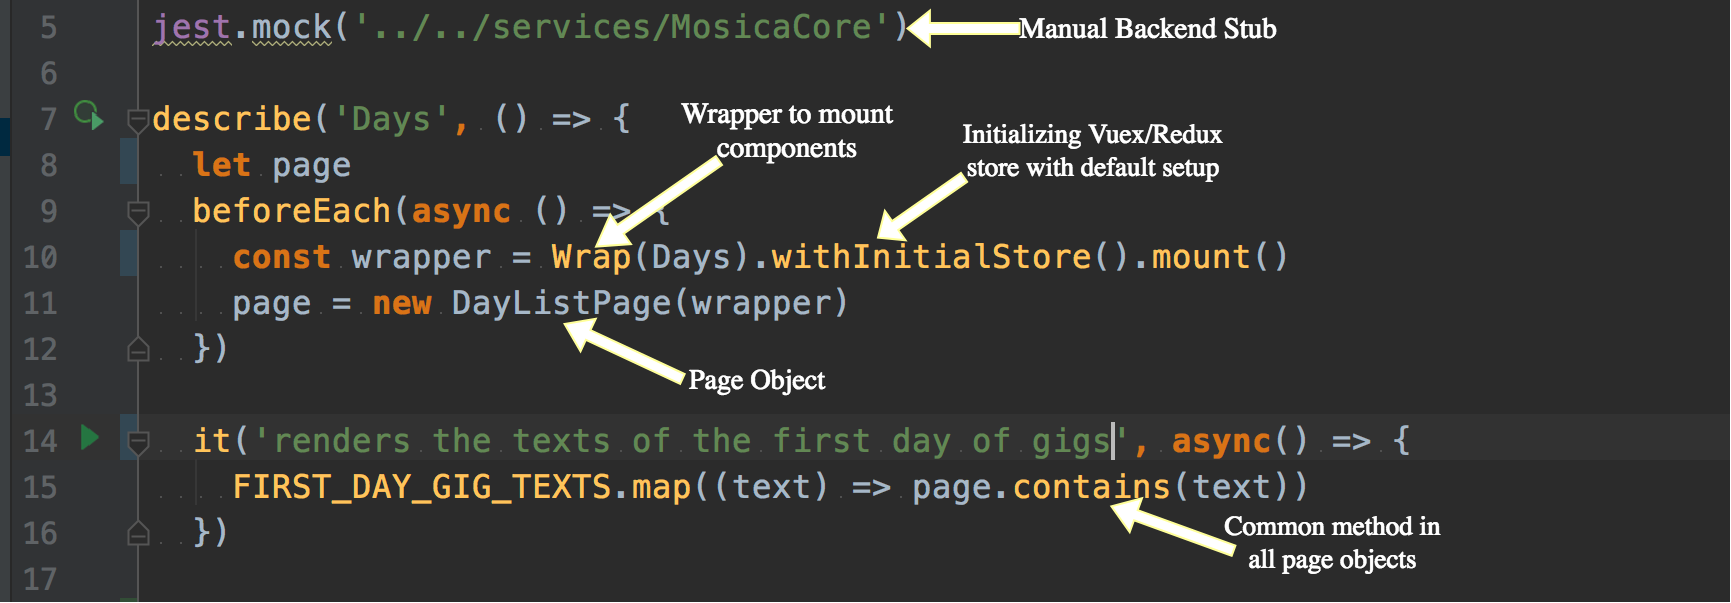 5 jest.mock('../../services/MosicaCore') Manual Backend Stub
6
7 describe('Days', () => {
Wrapper to mount
components
Initializing Vuex/Redux
store with default setup
8 let page
9 beforeEach(async () => {
10 const wrapper = Wrap(Days).withInitialStore().mount()
11 page = new DayListPage(wrapper)
12 })
Page Object
13
14 it('renders the texts of the first day of gigs', async() => {
15 FIRST_DAY_GIG_TEXTS.map((text) => page.contains(text))
16 })
Common method in
all page objects
17